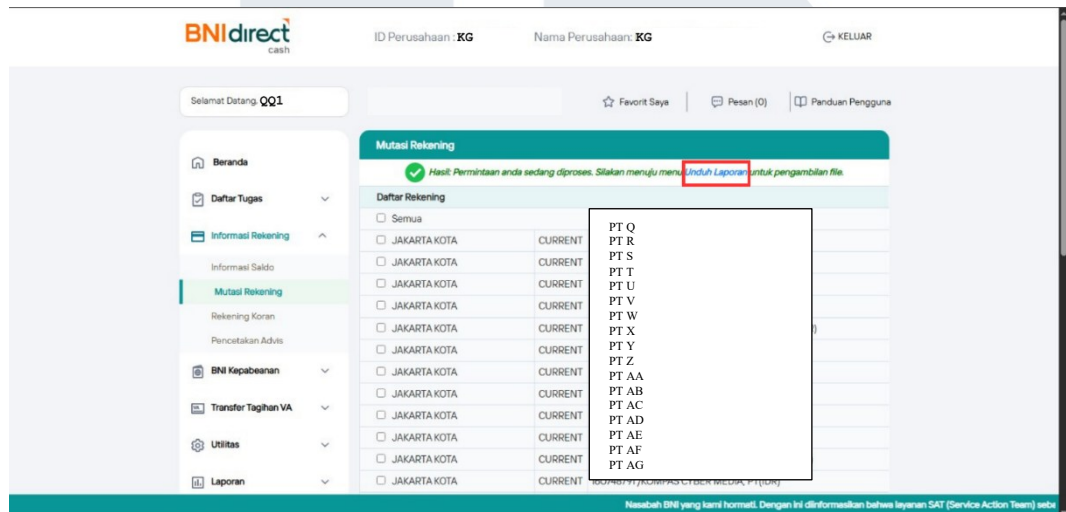 BNIdirect
cash
ID Perusahaan : KG
Nama Perusahaan: KG
KELUAR
Selamat Datang, QQ1
Favorit Saya
Pesan (0)
Panduan Pengguna
Beranda
Daftar Tugas
Informasi Rekening
Informasi Saldo
Mutasi Rekening
Rekening Koran
Pencetakan Advis
BNI Kepabeanan
Transfer Tagihan VA
Utilitas
Laporan
Mutasi Rekening
Hasil: Permintaan anda sedang diproses. Silakan menuju menu Unduh Laporan untuk pengambilan file.
Daftar Rekening
Semua
JAKARTA KOTA CURRENT
JAKARTA KOTA CURRENT
JAKARTA KOTA CURRENT
JAKARTA KOTA CURRENT
JAKARTA KOTA CURRENT
JAKARTA KOTA CURRENT
JAKARTA KOTA CURRENT
JAKARTA KOTA CURRENT
JAKARTA KOTA CURRENT
JAKARTA KOTA CURRENT
JAKARTA KOTA CURRENT
JAKARTA KOTA CURRENT
PT Q
PT R
PT S
PT T
PT U
PT V
PT W
PT X
PT Y
PT Z
PT AA
PT AB
PT AC
PT AD
PT AE
PT AF
PT AG
Nasabah BNI yang kami hormati. Dengan ini diinformasikan bahwa layanan SAT (Service Action Team)